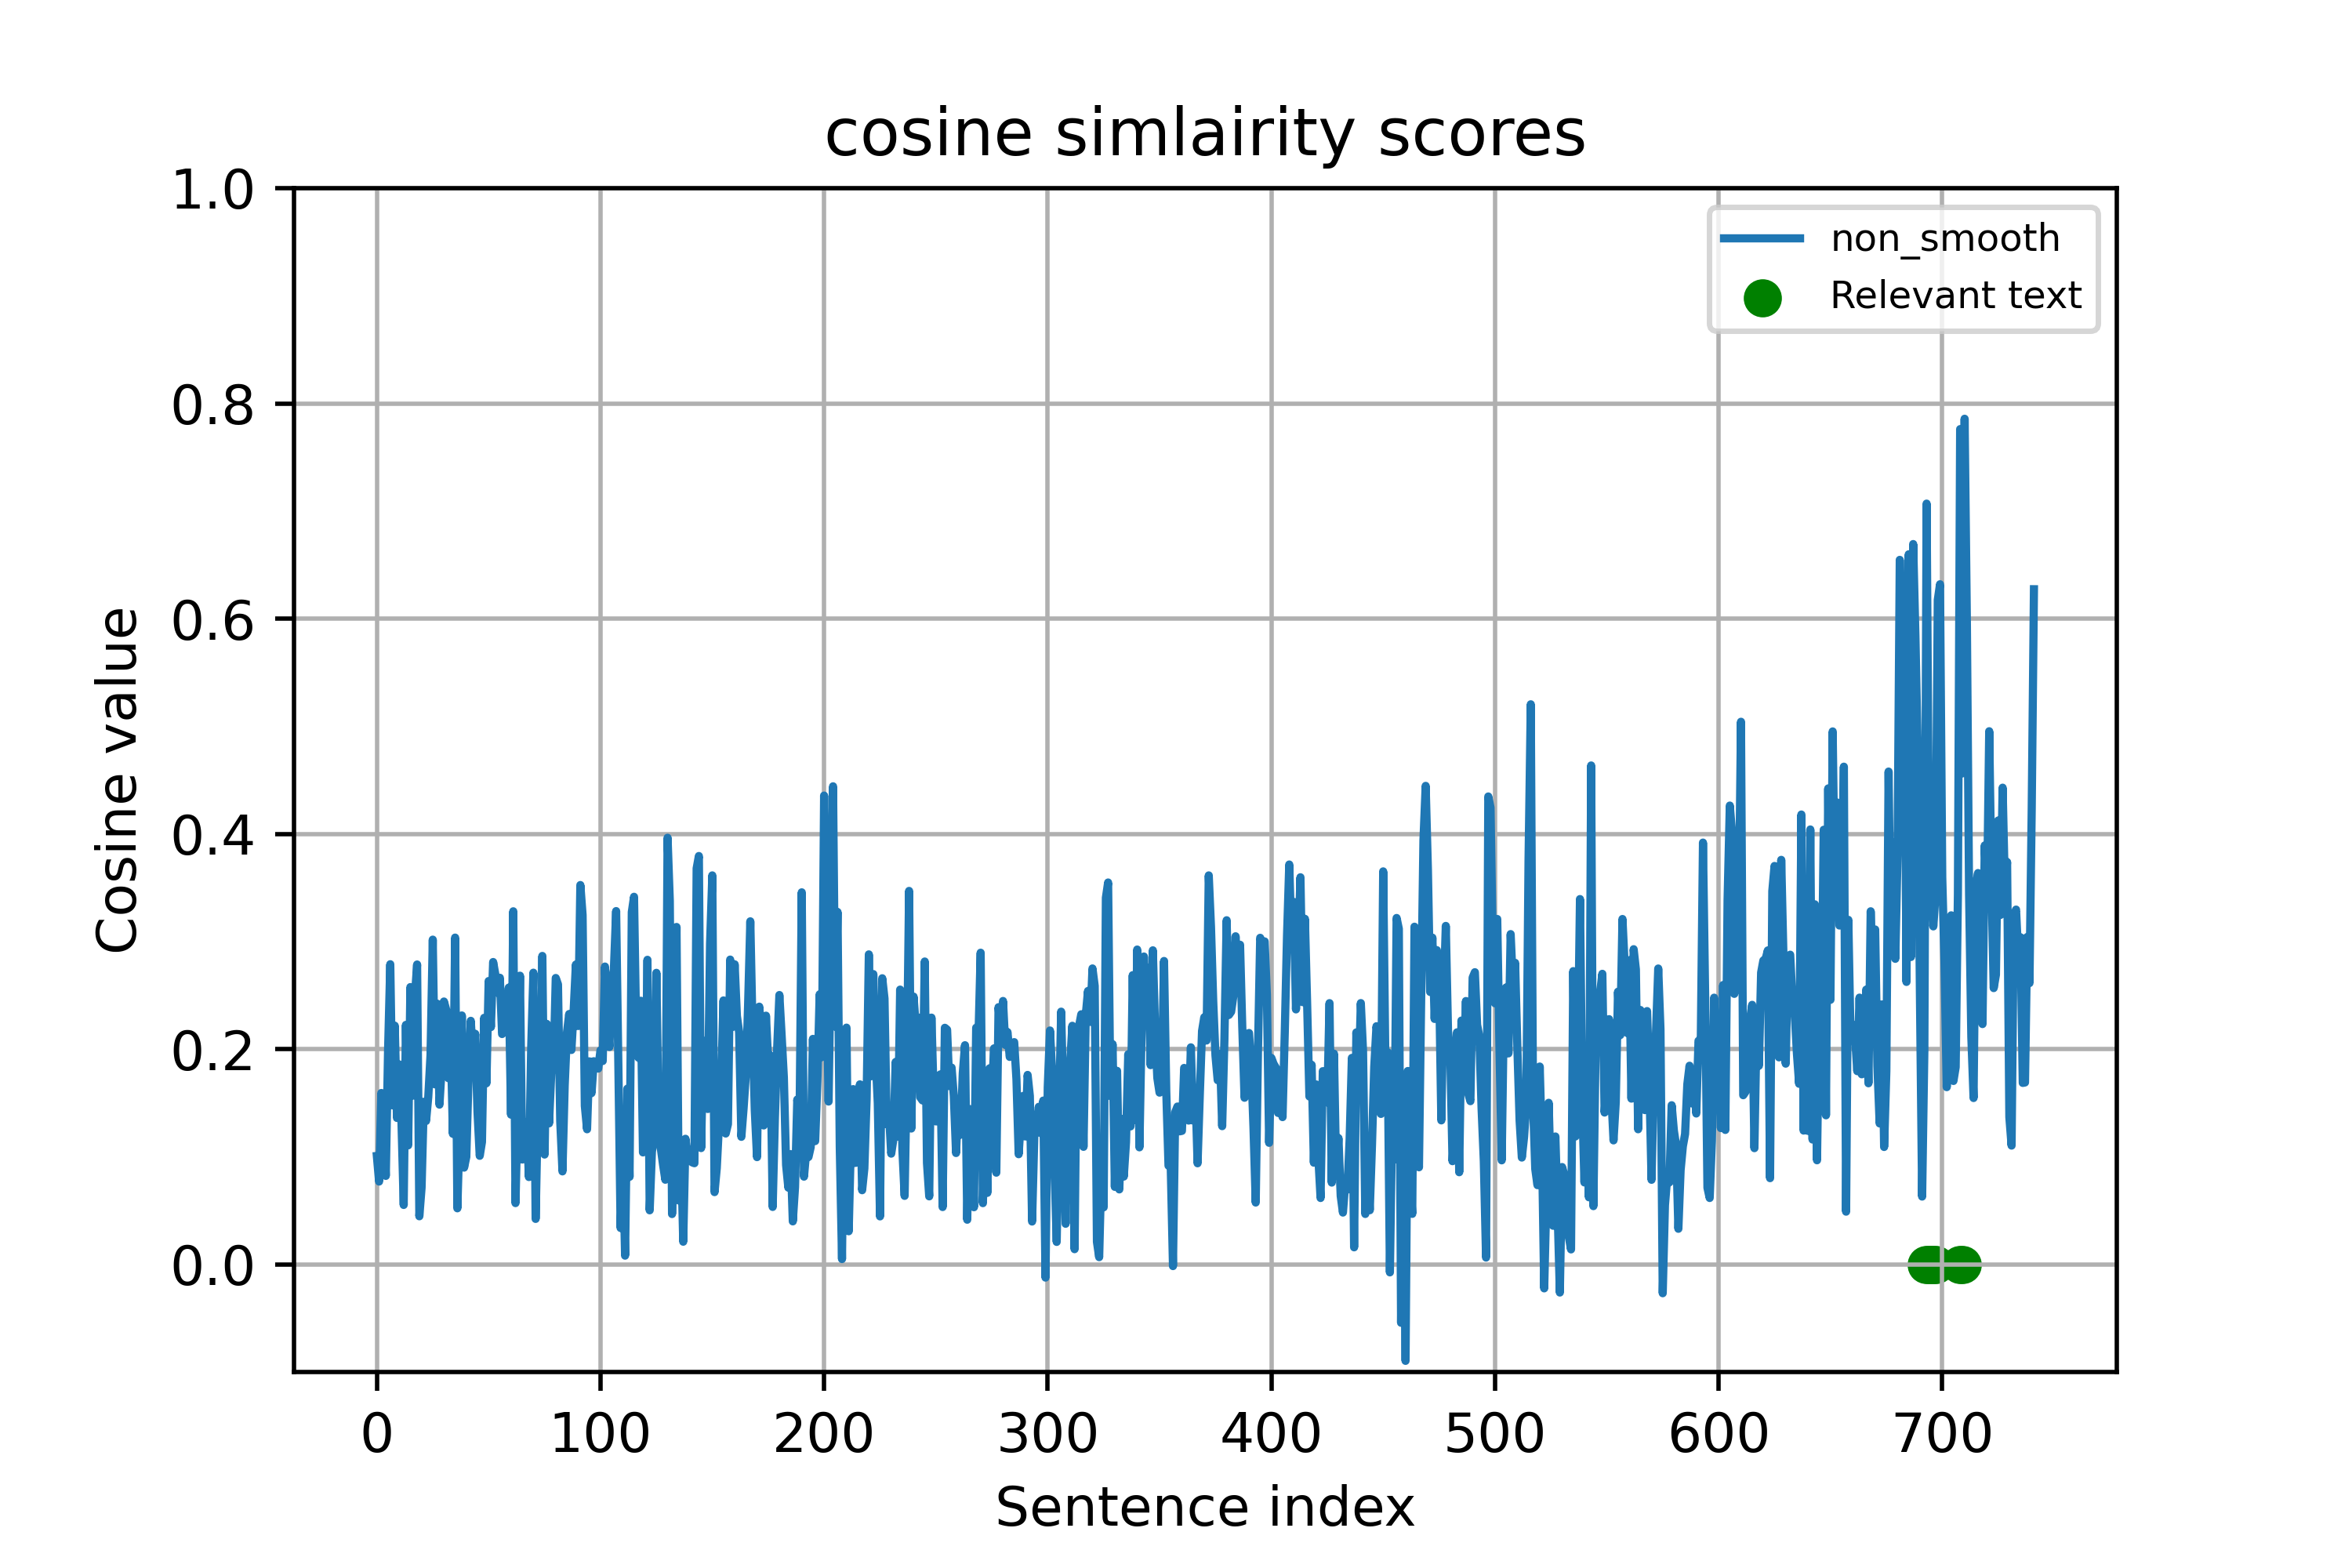 cosine simlairity scores
1.0
0.8
0.6
0.4
0.2
0.0
Cosine value
non_smooth
Relevant text
0 100 200 300 400 500 600 700
Sentence index